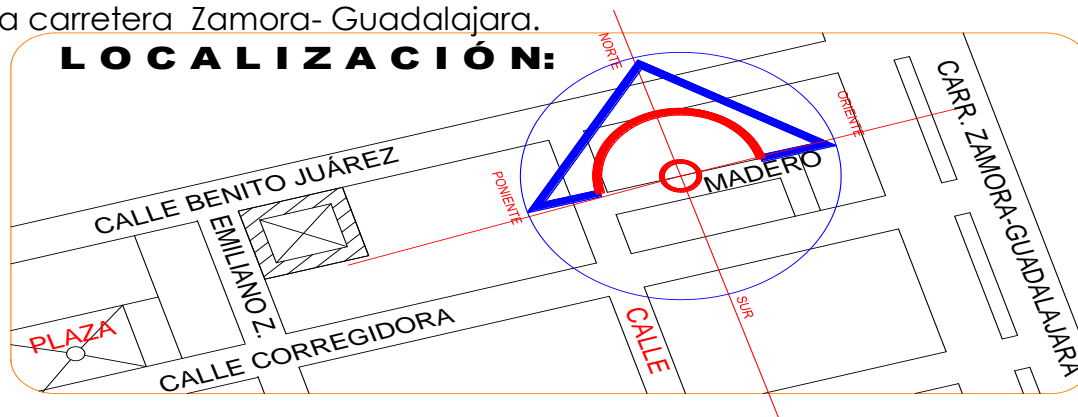 a carretera Zamora- Guadalajara.
LOCALIZACIÓN:
NORTE
ORIENTE
CARR. ZAMORA-GUADALAJARA
CALLE BENITO JUÁREZ
PONIENTE
MADERO
EMILIANO Z.
SUR
CALLE
PLAZA
CALLE CORREGIDORA